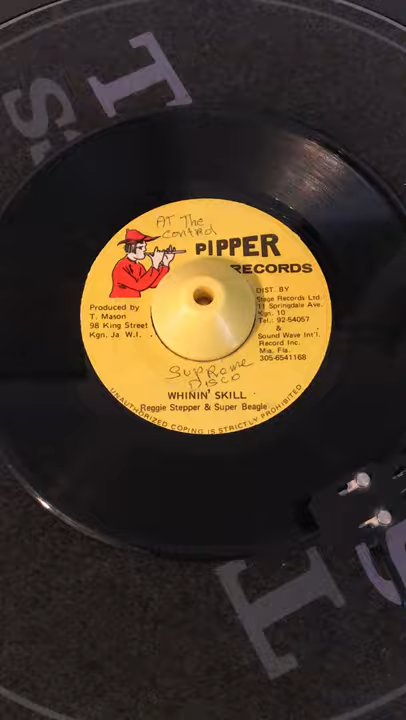 AT The
control
PIPPER
RECORDS
Produced by
T. Mason
98 King Street
Kgn, Ja W.I.
DIST. BY
Stage Records Ltd.
11 Springdale Ave.
Kgn. 10
Tel.: 92-54057
&
Sound Wave Int'l.
Record Inc.
Mia, Fla.
305-6541168
SupRome
DISCO
WHININ' SKILL
Reggie Stepper & Super Beagle
UNAUTHORIZED COPING IS STRICTLY PROHIBITED